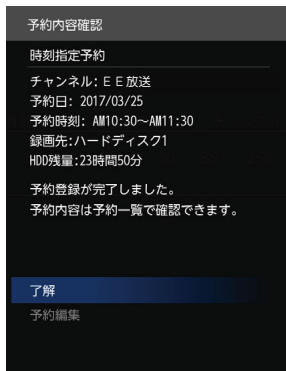 予約内容確認
時刻指定予約
チャンネル: EE放送
予約日: 2017/03/25
予約時刻: AM10:30～AM11:30
録画先:ハードディスク1
HDD残量:23時間50分
予約登録が完了しました。
予約内容は予約一覧で確認できます。
了解
予約編集